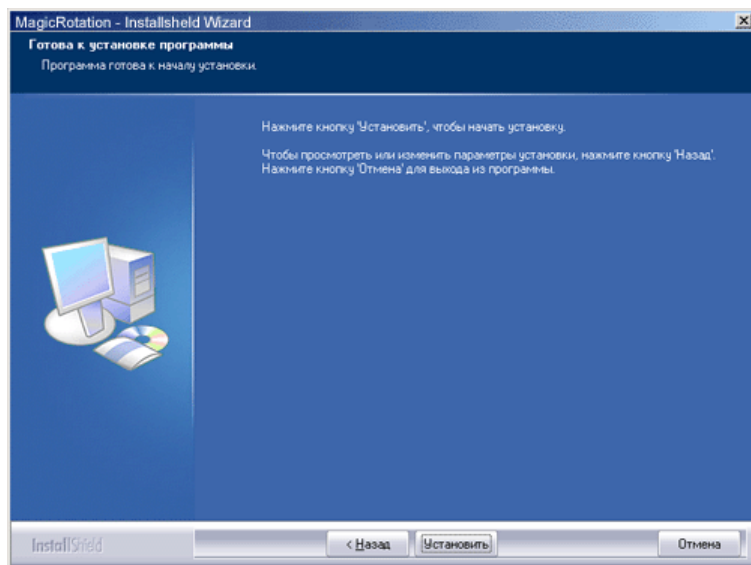 MagicRotation - Installsheld Wizard
Готова к установке программы
Программа готова к началу установки.
Нажмите кнопку 'Установить', чтобы начать установку.
Чтобы просмотреть или изменить параметры установки, нажмите кнопку 'Назад'.
Нажмите кнопку 'Отмена' для выхода из программы.
InstallShield
< Назад
Установить
Отмена